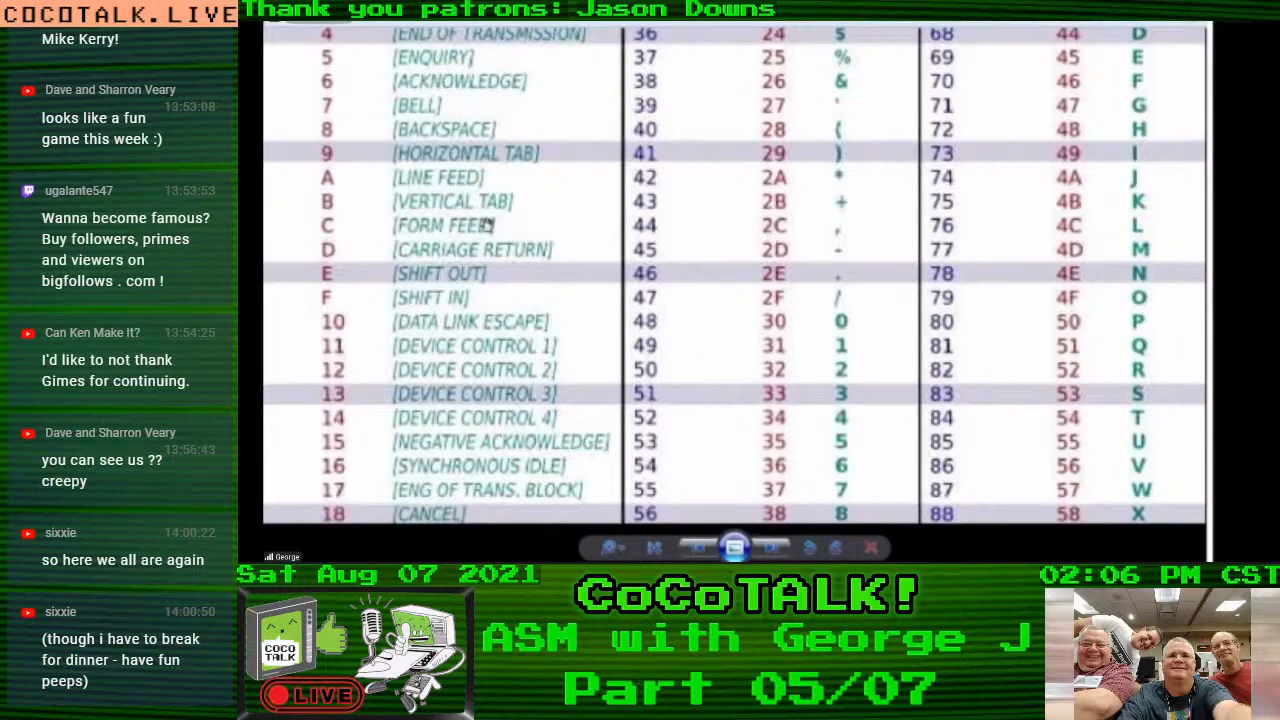 COCOTALK.LIVE
Thank you patrons: Jason Downs
Mike Kerry!
Dave and Sharron Veary
13:53:08
looks like a fun
game this week :)
ugalante547 13:53:53
Wanna become famous?
Buy followers, primes
and viewers on
bigfollows . com !
Can Ken Make It? 13:54:25
I'd like to not thank
Gimes for continuing.
Dave and Sharron Veary
13:56:43
you can see us ??
creepy
sixxie 14:00:22
so here we all are again
sixxie 14:00:50
(though i have to break
for dinner - have fun
peeps)
4 [END OF TRANSMISSION] 36 24 $ 68 44 D
5 [ENQUIRY] 37 25 % 69 45 E
6 [ACKNOWLEDGE] 38 26 & 70 46 F
7 [BELL] 39 27 ' 71 47 G
8 [BACKSPACE] 40 28 ( 72 48 H
9 [HORIZONTAL TAB] 41 29 ) 73 49 I
A [LINE FEED] 42 2A * 74 4A J
B [VERTICAL TAB] 43 2B + 75 4B K
C [FORM FEED] 44 2C , 76 4C L
D [CARRIAGE RETURN] 45 2D - 77 4D M
E [SHIFT OUT] 46 2E . 78 4E N
F [SHIFT IN] 47 2F / 79 4F O
10 [DATA LINK ESCAPE] 48 30 0 80 50 P
11 [DEVICE CONTROL 1] 49 31 1 81 51 Q
12 [DEVICE CONTROL 2] 50 32 2 82 52 R
13 [DEVICE CONTROL 3] 51 33 3 83 53 S
14 [DEVICE CONTROL 4] 52 34 4 84 54 T
15 [NEGATIVE ACKNOWLEDGE] 53 35 5 85 55 U
16 [SYNCHRONOUS IDLE] 54 36 6 86 56 V
17 [ENG OF TRANS. BLOCK] 55 37 7 87 57 W
18 [CANCEL] 56 38 8 88 58 X
George
Sat Aug 07 2021
CoCoTALK!
02:06 PM CST
COCO
TALK
LIVE
ASM with George J
Part 05/07